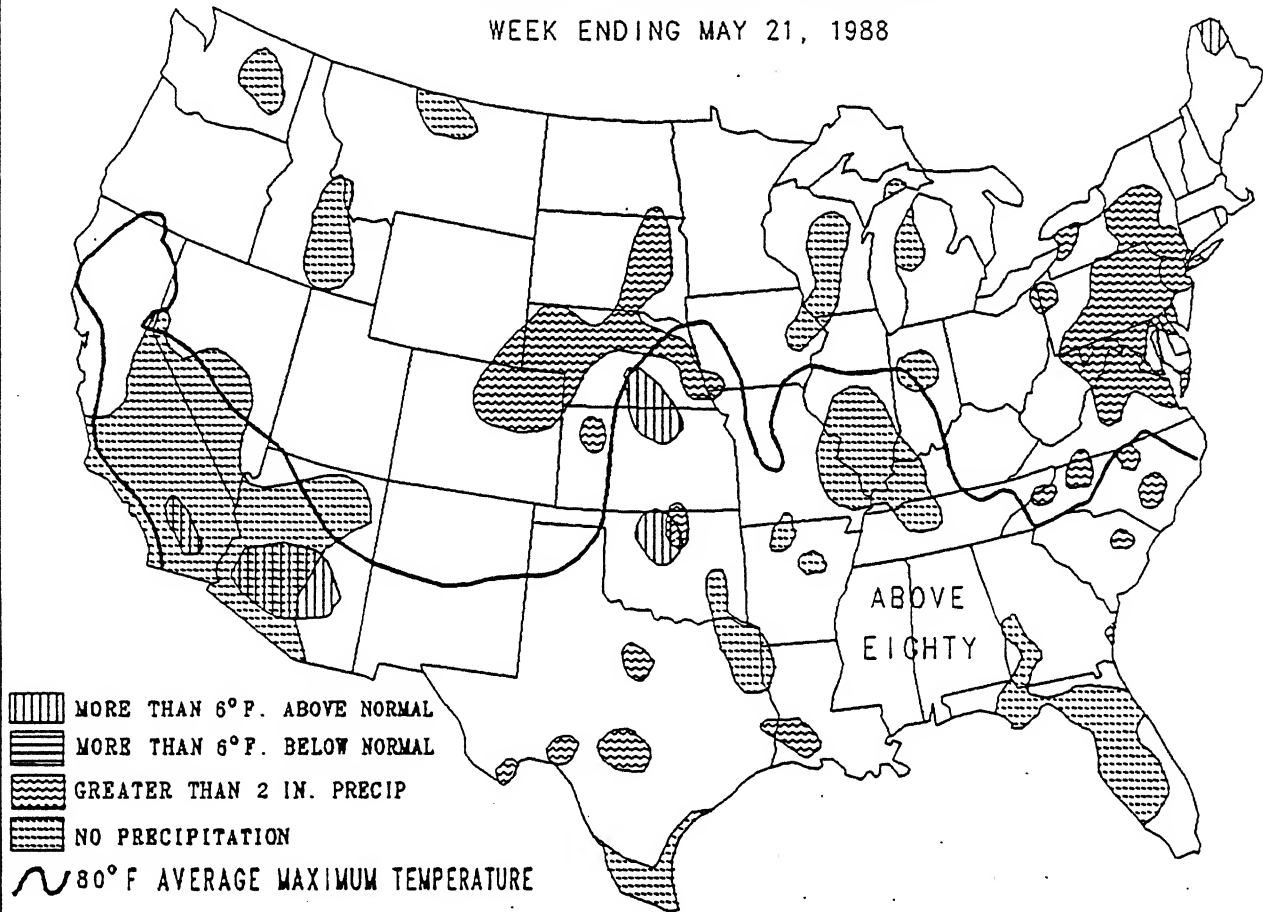 WEEK ENDING MAY 21, 1988
ABOVE
EIGHTY
MORE THAN 6°F. ABOVE NORMAL
MORE THAN 6°F. BELOW NORMAL
GREATER THAN 2 IN. PRECIP
NO PRECIPITATION
80°F AVERAGE MAXIMUM TEMPERATURE